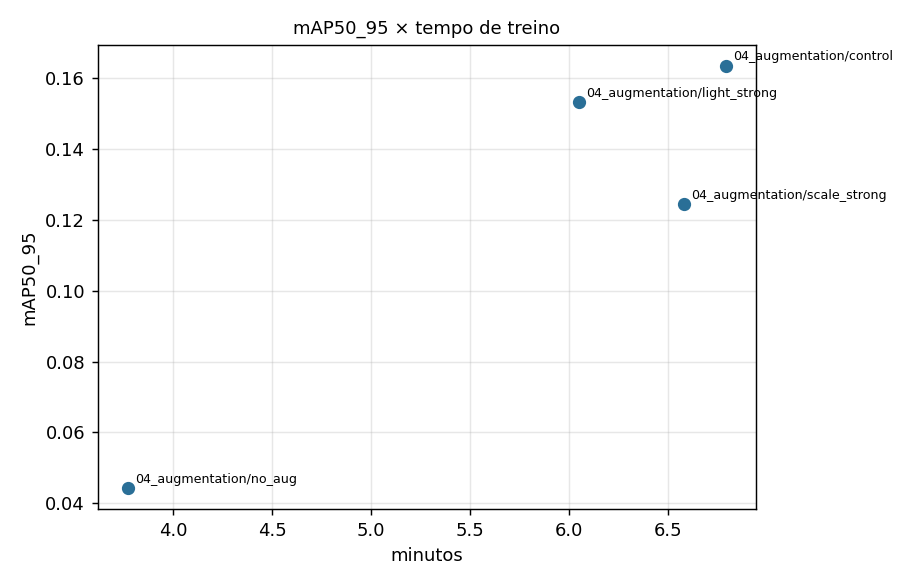 mAP50_95 × tempo de treino
04_augmentation/control
04_augmentation/light_strong
04_augmentation/scale_strong
04_augmentation/no_aug
0.16
0.14
0.12
0.10
0.08
0.06
0.04
mAP50_95
4.0
4.5
5.0
5.5
6.0
6.5
minutos